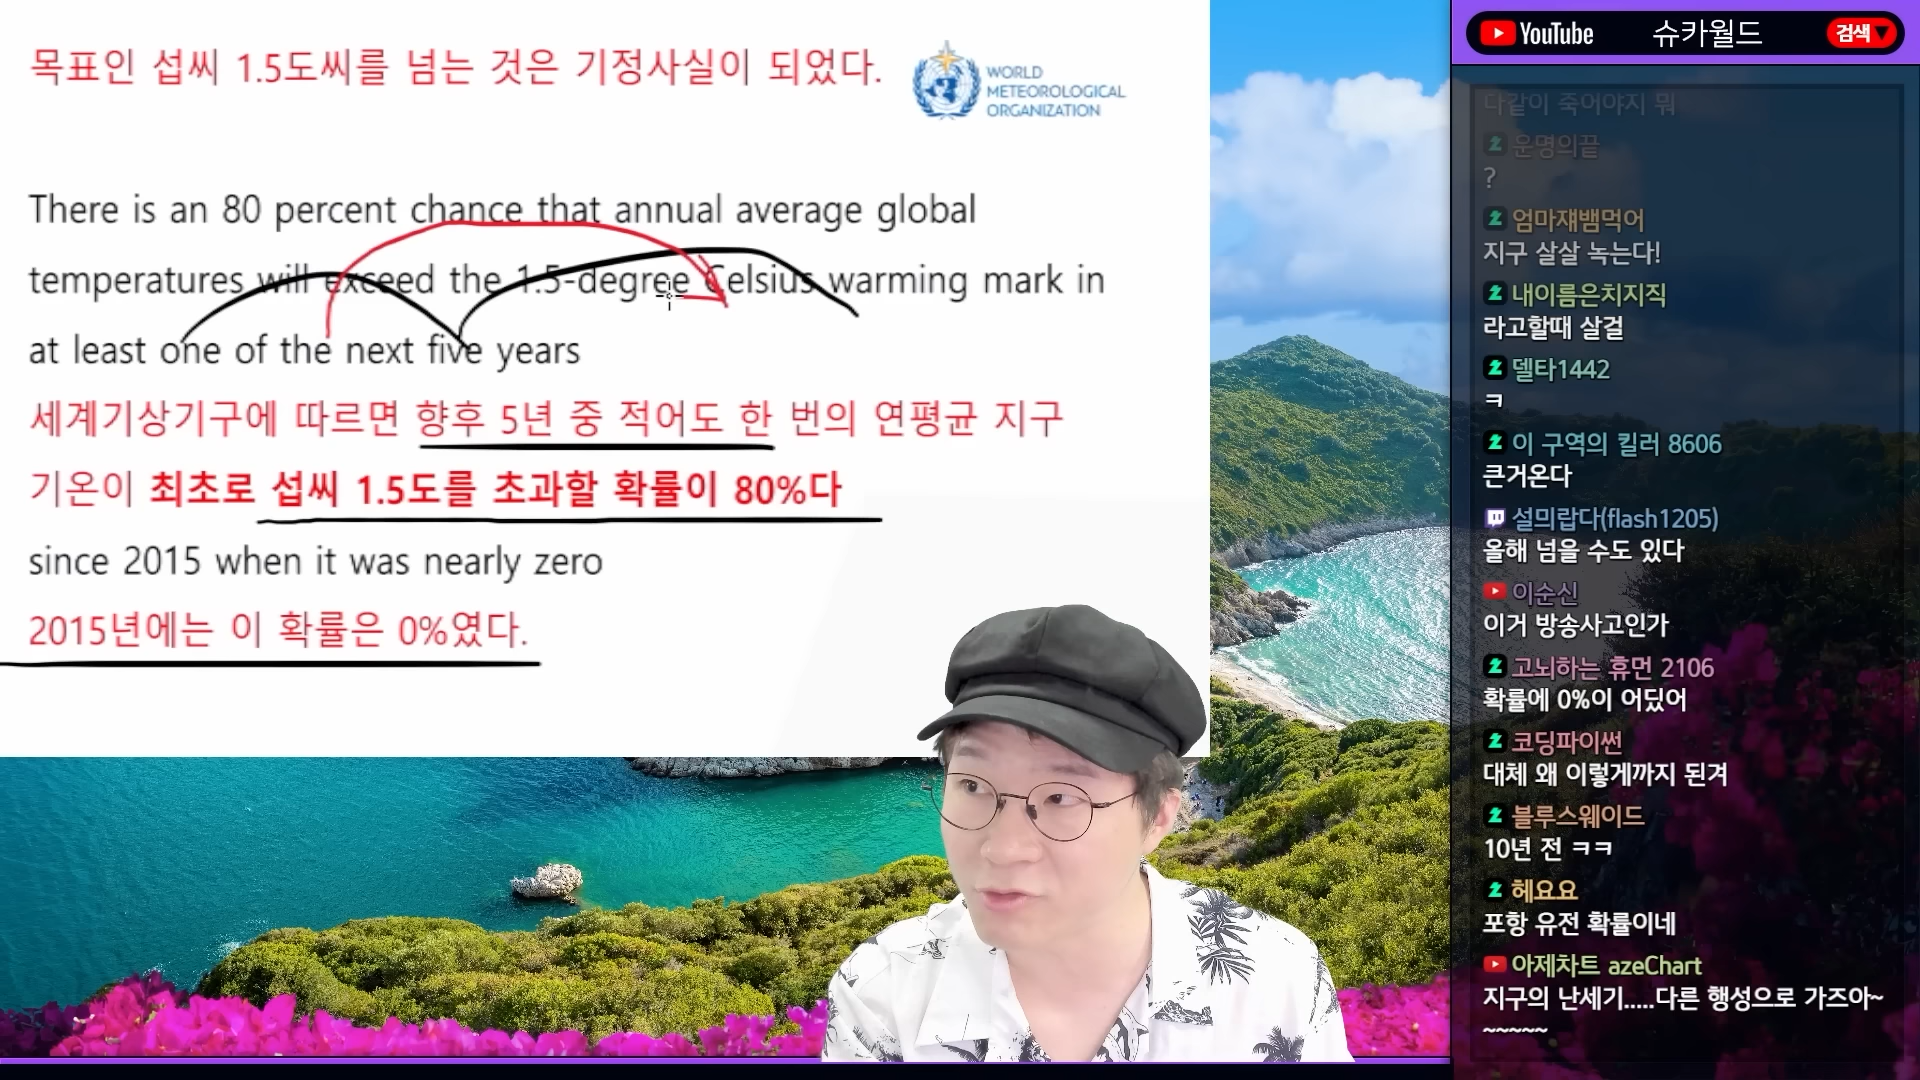 목표인 섭씨 1.5도씨를 넘는 것은 기정사실이 되었다.
WORLD
METEOROLOGICAL
ORGANIZATION
There is an 80 percent chance that annual average global
temperatures will exceed the 1.5-degree Celsius warming mark in
at least one of the next five years
세계기상기구에 따르면 향후 5년 중 적어도 한 번의 연평균 지구
기온이 최초로 섭씨 1.5도를 초과할 확률이 80%다
since 2015 when it was nearly zero
2015년에는 이 확률은 0%였다.
YouTube 슈카월드 검색
다같이 죽어야지 뭐
운명의끝
?
엄마쟤뱀먹어
지구 살살 녹는다!
내이름은치지직
라고할때 살걸
델타1442
ㅋ
이 구역의 킬러 8606
큰거온다
설믜랍다(flash1205)
올해 넘을 수도 있다
이순신
이거 방송사고인가
고뇌하는 휴먼 2106
확률에 0%이 어딨어
코딩파이썬
대체 왜 이렇게까지 된겨
블루스웨이드
10년 전 ㅋㅋ
헤요요
포항 유전 확률이네
아제차트 azeChart
지구의 난세기.....다른 행성으로 가즈아~
~~~~~